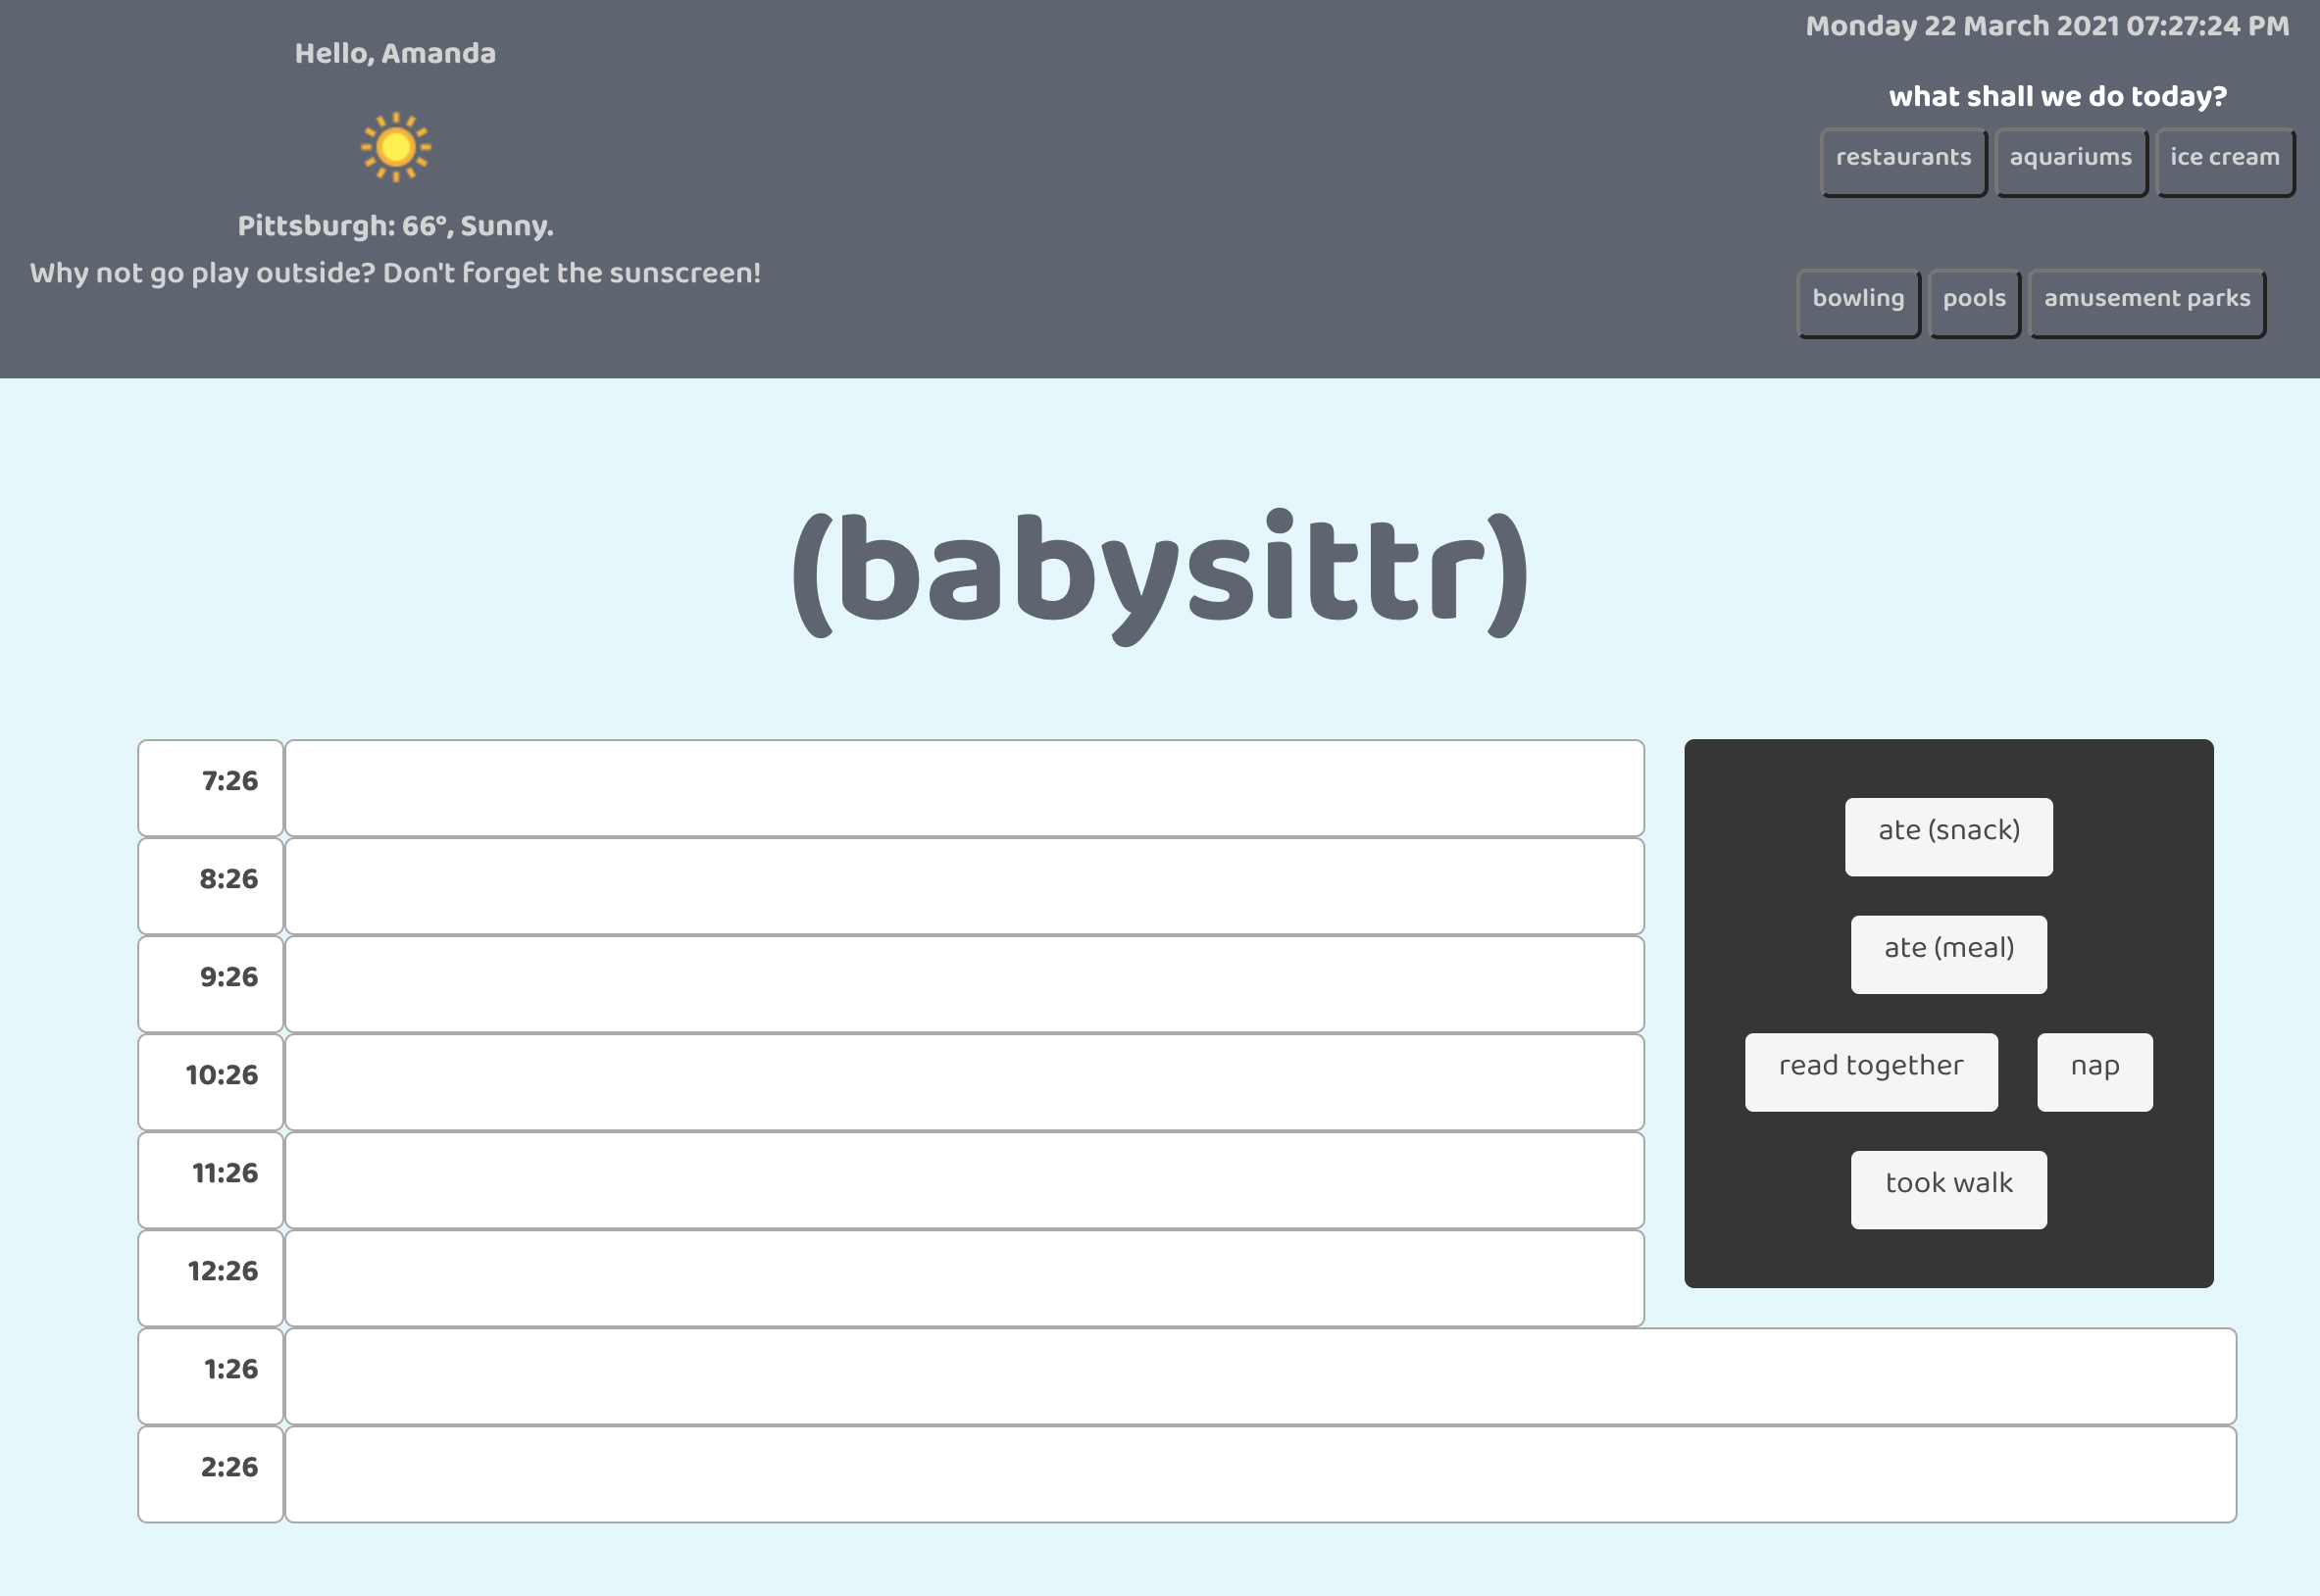 Hello, Amanda
Pittsburgh: 66°, Sunny.
Why not go play outside? Don't forget the sunscreen!
Monday 22 March 2021 07:27:24 PM
what shall we do today?
restaurants aquariums ice cream
bowling pools amusement parks
(babysittr)
7:26
8:26
9:26
10:26
11:26
12:26
1:26
2:26
ate (snack)
ate (meal)
read together nap
took walk